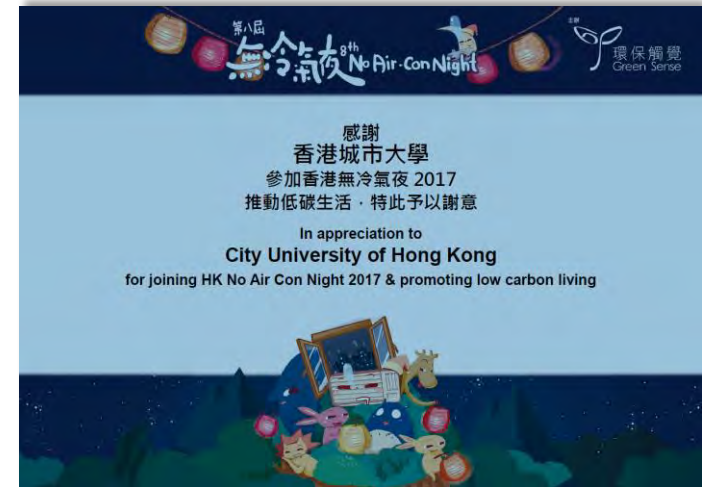 第八屆
無冷氣夜 8th No Air-Con Night
主辦
環保觸覺
Green Sense
感謝
香港城市大學
參加香港無冷氣夜 2017
推動低碳生活，特此予以謝意
In appreciation to
City University of Hong Kong
for joining HK No Air Con Night 2017 & promoting low carbon living